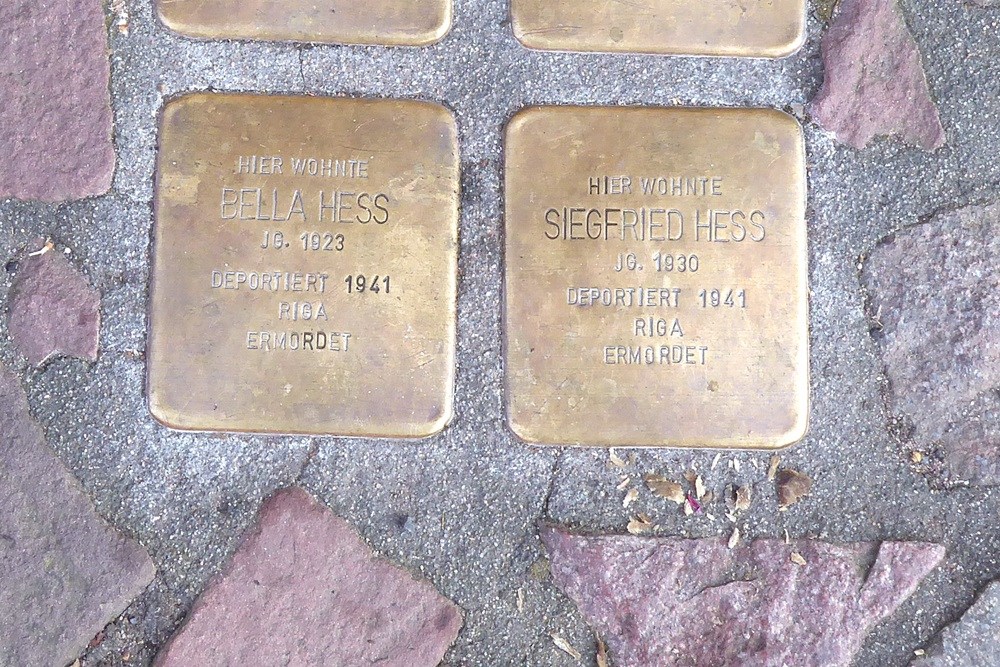 HIER WOHNTE
BELLA HESS
JG. 1923
DEPORTIERT 1941
RIGA
ERMORDET
HIER WOHNTE
SIEGFRIED HESS
JG. 1930
DEPORTIERT 1941
RIGA
ERMORDET